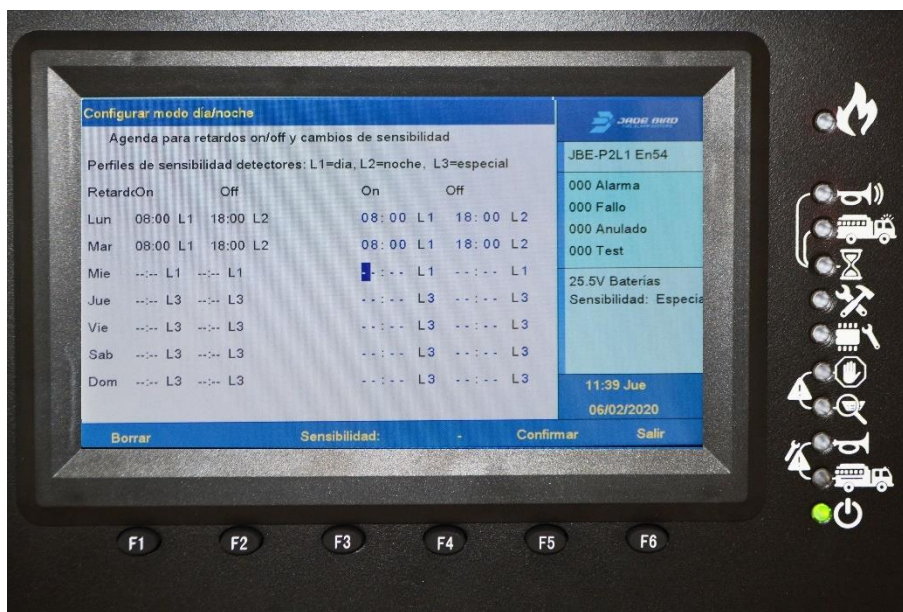 Configurar modo dia/noche
Agenda para retardos on/off y cambios de sensibilidad
Perfiles de sensibilidad detectores: L1=dia, L2=noche, L3=especial
RetardcOn Off On Off
Lun 08:00 L1 18:00 L2 08:00 L1 18:00 L2
Mar 08:00 L1 18:00 L2 08:00 L1 18:00 L2
Mie --:-- L1 --:-- L1 --:-- L1 --:-- L1
Jue --:-- L3 --:-- L3 --:-- L3 --:-- L3
Vie --:-- L3 --:-- L3 --:-- L3 --:-- L3
Sab --:-- L3 --:-- L3 --:-- L3 --:-- L3
Dom --:-- L3 --:-- L3 --:-- L3 --:-- L3
Borrar Sensibilidad: - Confirmar Salir
JADE BIRD
JBE-P2L1 En54
000 Alarma
000 Fallo
000 Anulado
000 Test
25.5V Baterias
Sensibilidad: Especia
11:39 Jue
06/02/2020
F1 F2 F3 F4 F5 F6